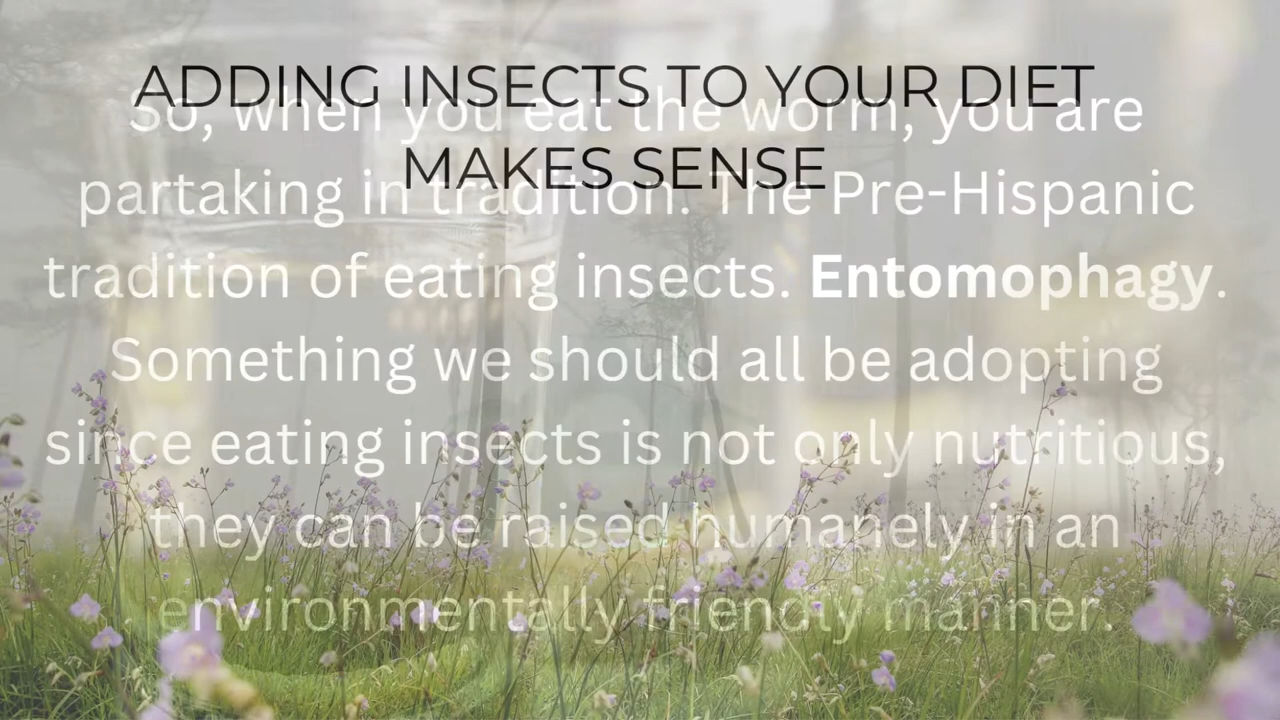 ADDING INSECTS TO YOUR DIET
MAKES SENSE
So, when you eat the worm, you are
partaking in tradition. The Pre-Hispanic
tradition of eating insects. Entomophagy.
Something we should all be adopting
since eating insects is not only nutritious,
they can be raised humanely in an
environmentally friendly manner.